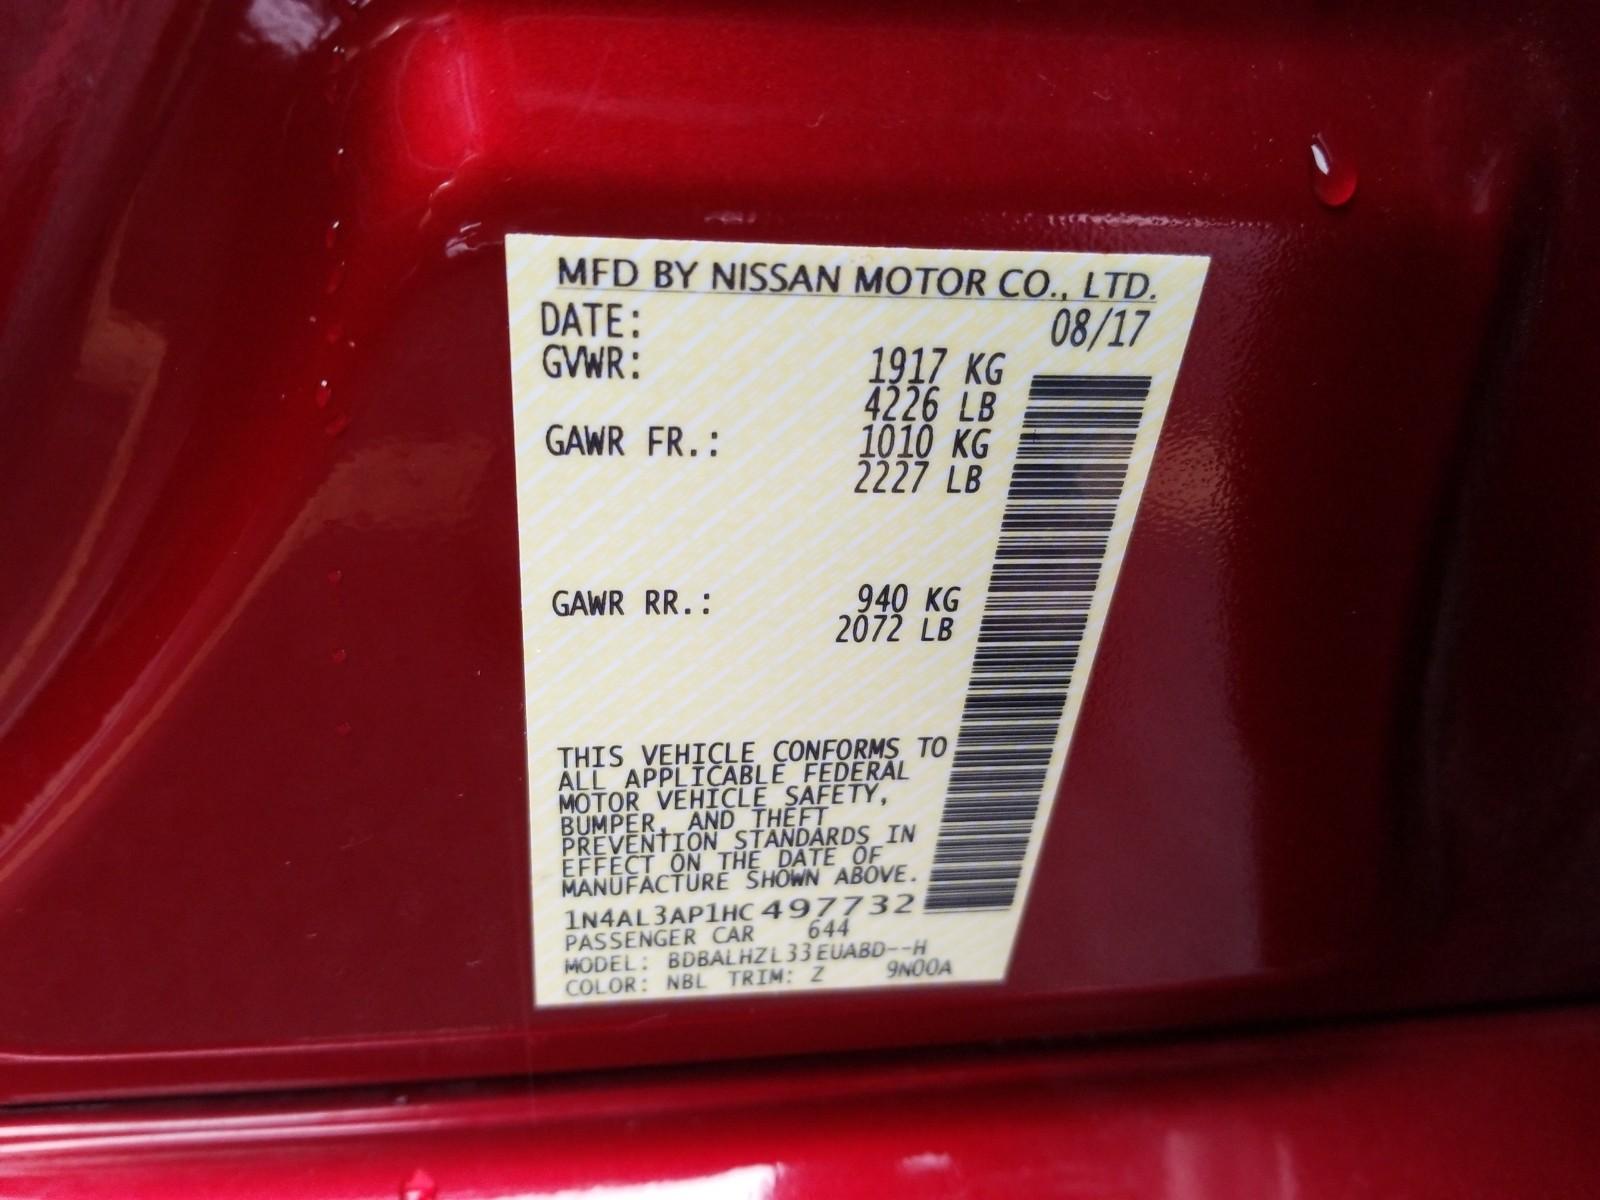 MFD BY NISSAN MOTOR CO., LTD.
DATE: 08/17
GVWR: 1917 KG
4226 LB
GAWR FR.: 1010 KG
2227 LB
GAWR RR.: 940 KG
2072 LB
THIS VEHICLE CONFORMS TO
ALL APPLICABLE FEDERAL
MOTOR VEHICLE SAFETY,
BUMPER, AND THEFT
PREVENTION STANDARDS IN
EFFECT ON THE DATE OF
MANUFACTURE SHOWN ABOVE.
1N4AL3AP1HC497732
PASSENGER CAR 644
MODEL: BDBALHZL33EUABD--H
COLOR: NBL TRIM: Z 9N00A